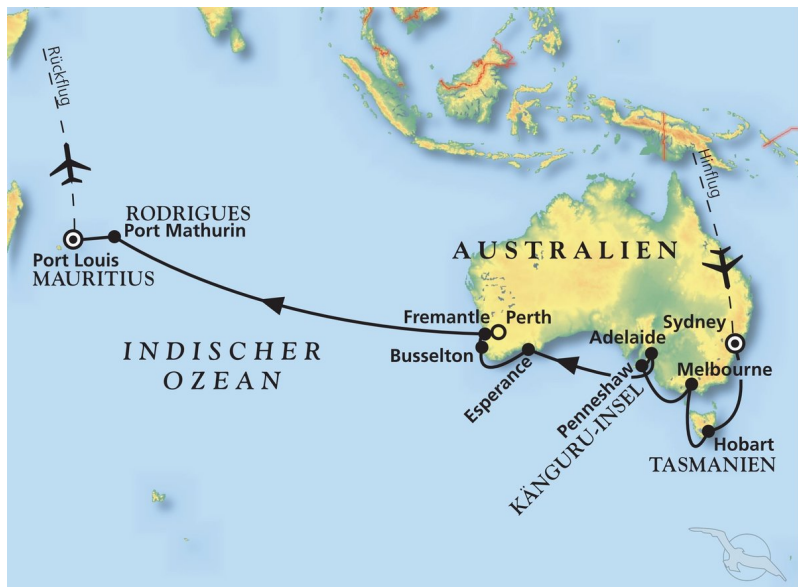 Rückflug
Hinflug
RODRIGUES
Port Mathurin
Port Louis
MAURITIUS
AUSTRALIEN
Fremantle
Perth
Sydney
Adelaide
Busselton
INDISCHER
OZEAN
Esperance
Penneshaw
KÄNGURU-INSEL
Melbourne
Hobart
TASMANIEN